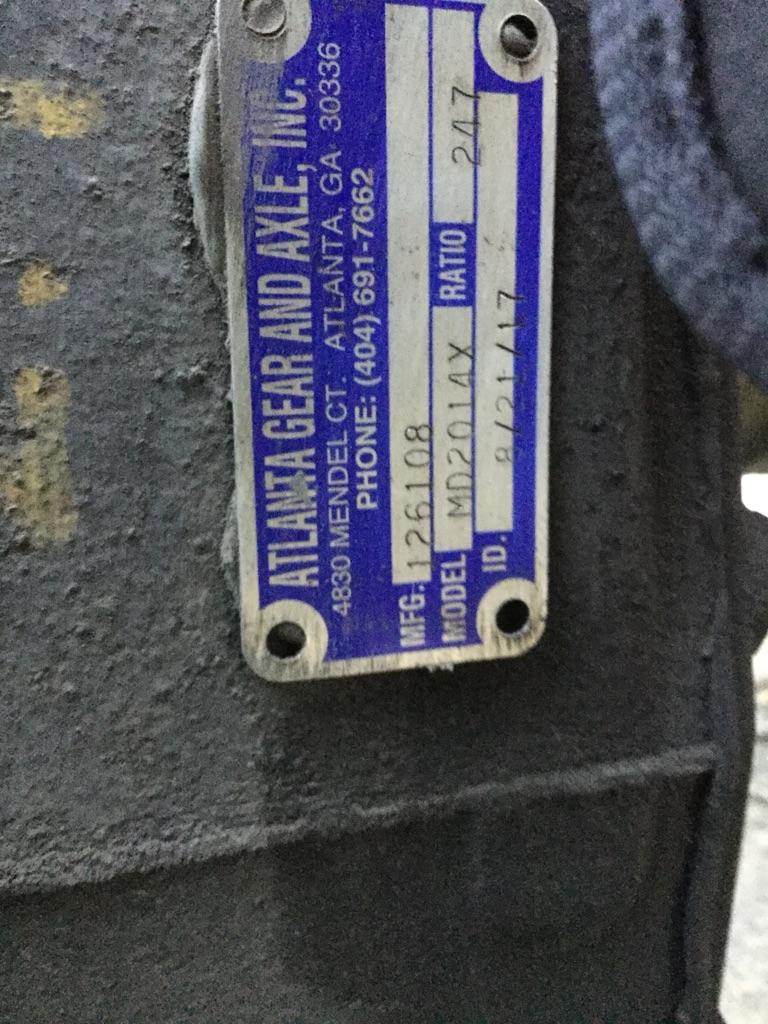 ATLANTA GEAR AND AXLE, INC.
4830 MENDEL CT. ATLANTA, GA 30336
PHONE: (404) 691-7662
MFG. 126108
MODEL MD2014X RATIO 247
ID. 8/21/17